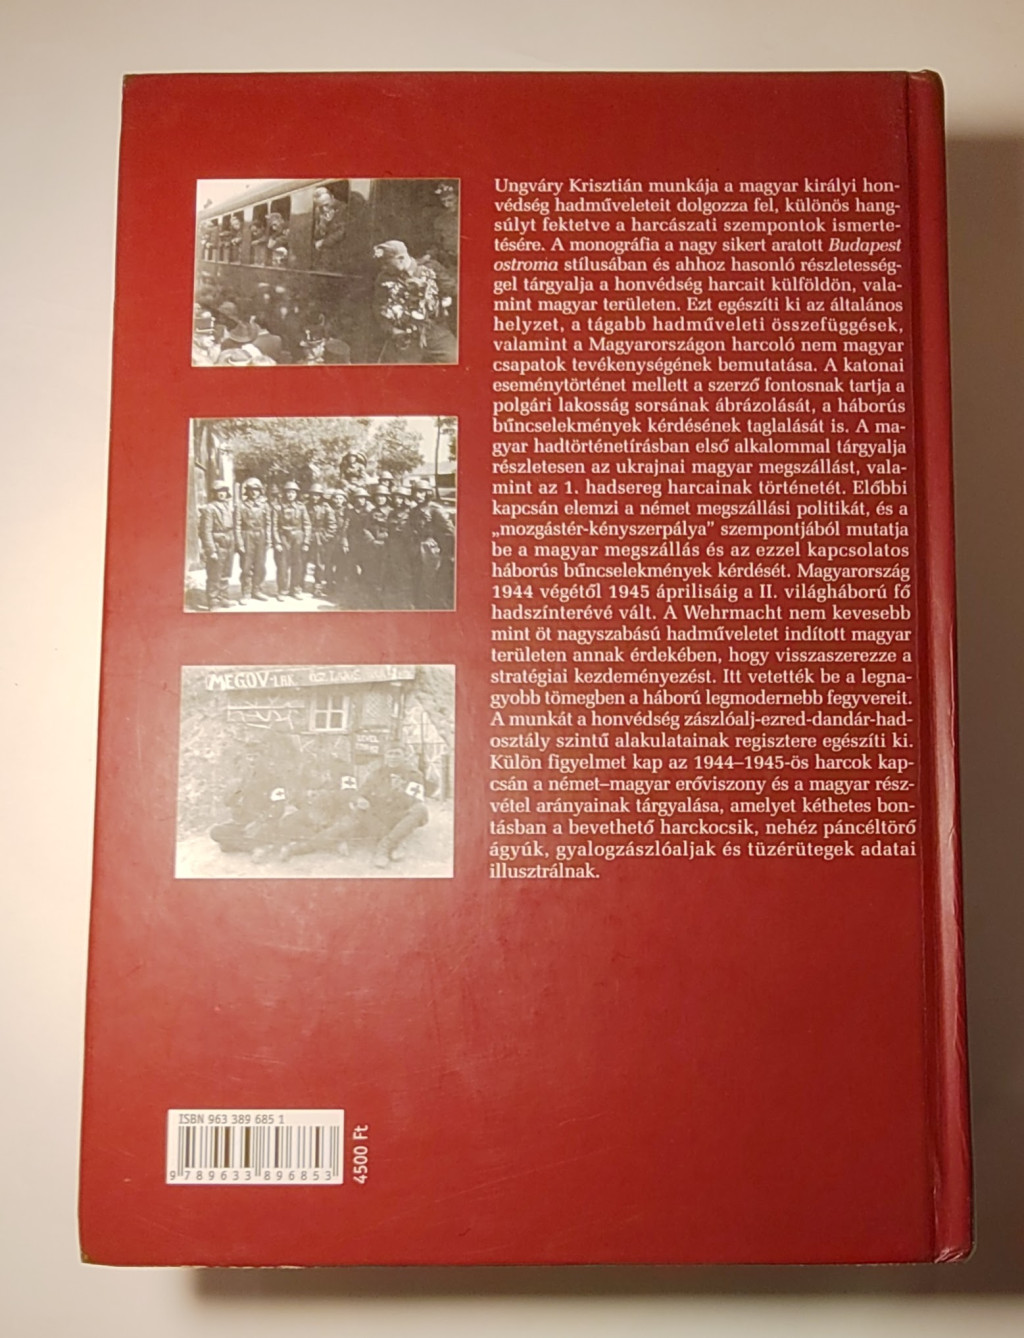 Ungváry Krisztián munkája a magyar királyi hon-
védség hadműveleteit dolgozza fel, különös hang-
súlyt fektetve a harcászati szempontok ismerte-
tésére. A monográfia a nagy sikert aratott Budapest
ostroma stílusában és ahhoz hasonló részletesség-
gel tárgyalja a honvédség harcait külföldön, vala-
mint magyar területen. Ezt egészíti ki az általános
helyzet, a tágabb hadműveleti összefüggések,
valamint a Magyarországon harcoló nem magyar
csapatok tevékenységének bemutatása. A katonai
eseménytörténet mellett a szerző fontosnak tartja a
polgári lakosság sorsának ábrázolását, a háborús
bűncselekmények kérdésének taglalását is. A ma-
gyar hadtörténetírásban első alkalommal tárgyalja
részletesen az ukrajnai magyar megszállást, vala-
mint az 1. hadsereg harcainak történetét. Előbbi
kapcsán elemzi a német megszállási politikát, és a
„mozgástér-kényszerpálya" szempontjából mutatja
be a magyar megszállás és az ezzel kapcsolatos
háborús bűncselekmények kérdését. Magyarország
1944 végétől 1945 áprilisáig a II. világháború fő
hadszínterévé vált. A Wehrmacht nem kevesebb
mint öt nagyszabású hadműveletet indított magyar
területen annak érdekében, hogy visszaszerezze a
stratégiai kezdeményezést. Itt vetették be a legna-
gyobb tömegben a háború legmodernebb fegyvereit.
A munkát a honvédség zászlóalj-ezred-dandár-had-
osztály szintű alakulatainak regisztere egészíti ki.
Külön figyelmet kap az 1944–1945-ös harcok kap-
csán a német–magyar erőviszony és a magyar rész-
vétel arányainak tárgyalása, amelyet kéthetes bon-
tásban a bevethető harckocsik, nehéz páncéltörő
ágyúk, gyalogzászlóaljak és tüzérütegek adatai
illusztrálnak.
MEGOV-
ISBN 963 389 685 1
9 789633 896853
4500 Ft